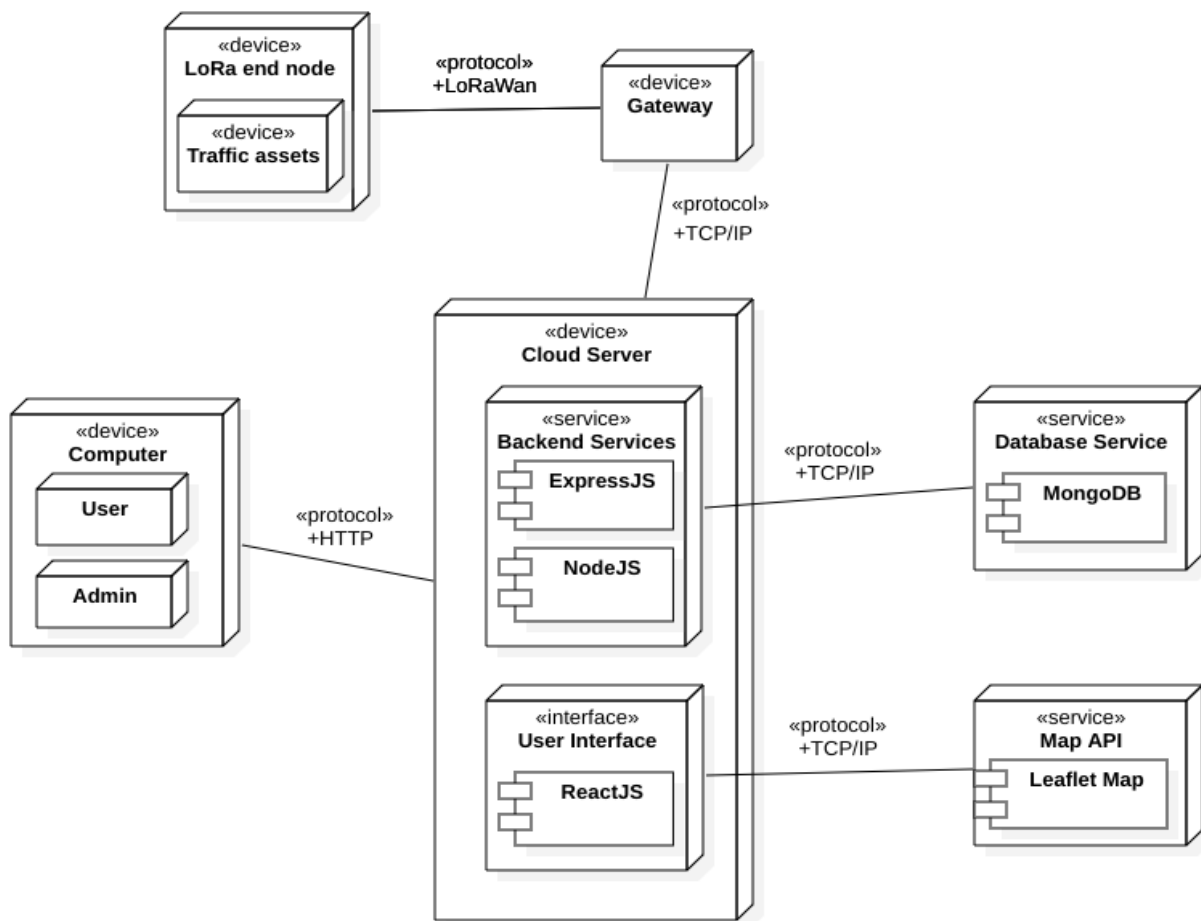 «device»
LoRa end node
«device»
Traffic assets
«protocol»
+LoRaWan
«device»
Gateway
«protocol»
+TCP/IP
«device»
Cloud Server
«service»
Backend Services
ExpressJS
NodeJS
«interface»
User Interface
ReactJS
«device»
Computer
User
Admin
«protocol»
+HTTP
«protocol»
+TCP/IP
«service»
Database Service
MongoDB
«protocol»
+TCP/IP
«service»
Map API
Leaflet Map